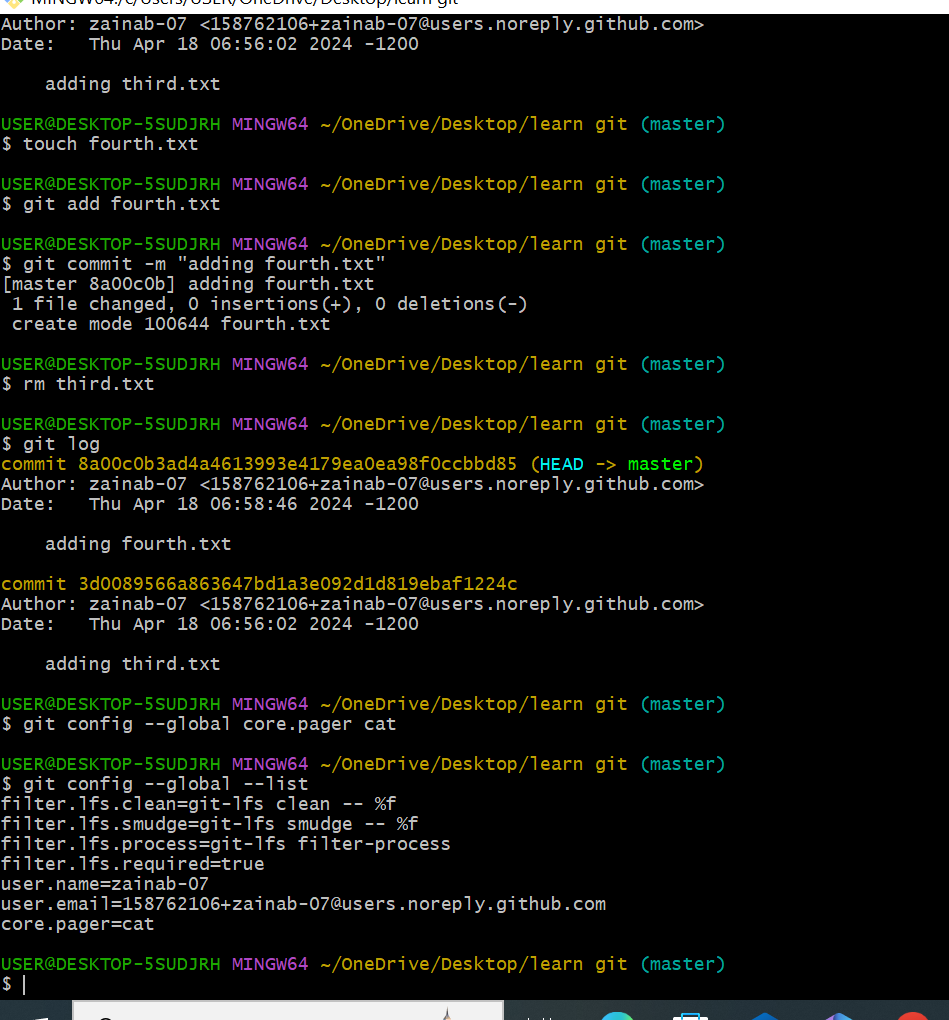 MINGW64:/c/Users/USER/OneDrive/Desktop/learn git
Author: zainab-07 <158762106+zainab-07@users.noreply.github.com>
Date:   Thu Apr 18 06:56:02 2024 -1200
    adding third.txt
USER@DESKTOP-5SUDJRH MINGW64 ~/OneDrive/Desktop/learn git (master)
$ touch fourth.txt
USER@DESKTOP-5SUDJRH MINGW64 ~/OneDrive/Desktop/learn git (master)
$ git add fourth.txt
USER@DESKTOP-5SUDJRH MINGW64 ~/OneDrive/Desktop/learn git (master)
$ git commit -m "adding fourth.txt"
[master 8a00c0b] adding fourth.txt
 1 file changed, 0 insertions(+), 0 deletions(-)
 create mode 100644 fourth.txt
USER@DESKTOP-5SUDJRH MINGW64 ~/OneDrive/Desktop/learn git (master)
$ rm third.txt
USER@DESKTOP-5SUDJRH MINGW64 ~/OneDrive/Desktop/learn git (master)
$ git log
commit 8a00c0b3ad4a4613993e4179ea0ea98f0ccbbd85 (HEAD -> master)
Author: zainab-07 <158762106+zainab-07@users.noreply.github.com>
Date:   Thu Apr 18 06:58:46 2024 -1200
    adding fourth.txt
commit 3d0089566a863647bd1a3e092d1d819ebaf1224c
Author: zainab-07 <158762106+zainab-07@users.noreply.github.com>
Date:   Thu Apr 18 06:56:02 2024 -1200
    adding third.txt
USER@DESKTOP-5SUDJRH MINGW64 ~/OneDrive/Desktop/learn git (master)
$ git config --global core.pager cat
USER@DESKTOP-5SUDJRH MINGW64 ~/OneDrive/Desktop/learn git (master)
$ git config --global --list
filter.lfs.clean=git-lfs clean -- %f
filter.lfs.smudge=git-lfs smudge -- %f
filter.lfs.process=git-lfs filter-process
filter.lfs.required=true
user.name=zainab-07
user.email=158762106+zainab-07@users.noreply.github.com
core.pager=cat
USER@DESKTOP-5SUDJRH MINGW64 ~/OneDrive/Desktop/learn git (master)
$